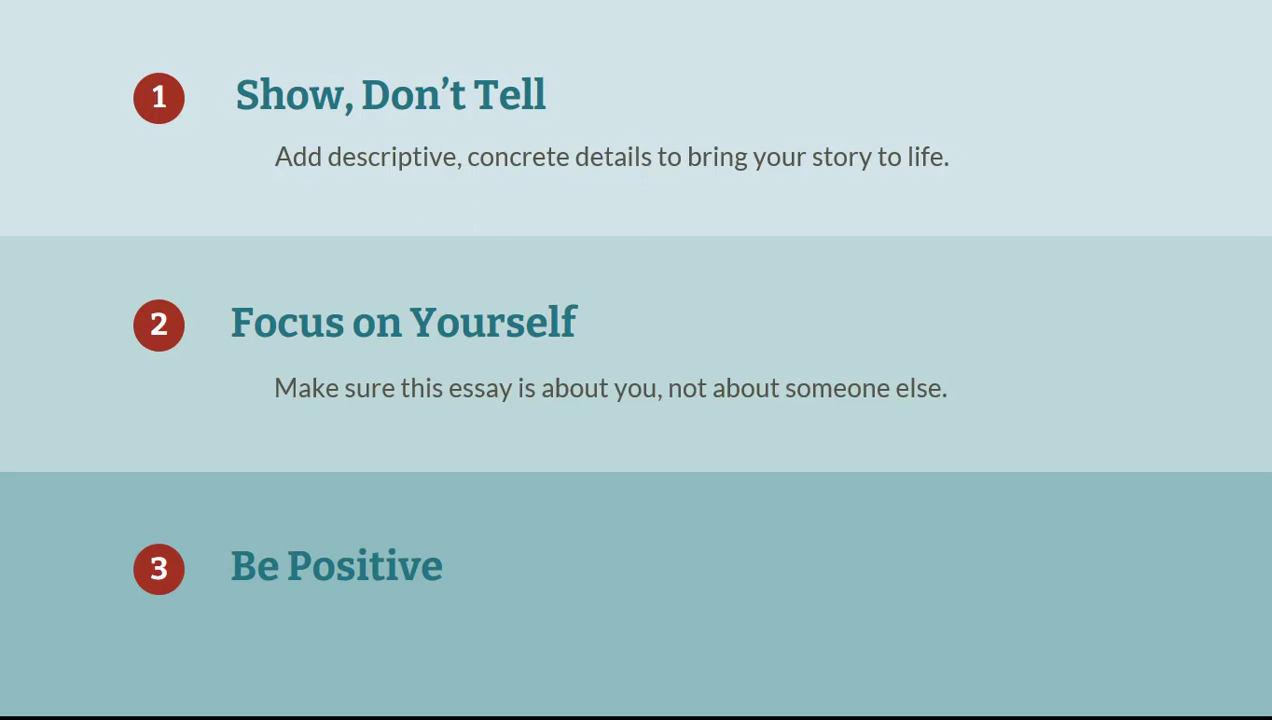 1
Show, Don’t Tell
Add descriptive, concrete details to bring your story to life.
2
Focus on Yourself
Make sure this essay is about you, not about someone else.
3
Be Positive